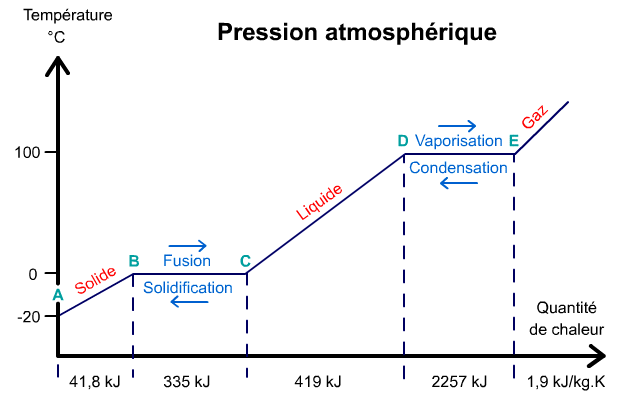 Température
°C
Pression atmosphérique
100
0
-20
A
Solide
B
Fusion
Solidification
C
Liquide
D
Vaporisation
E
Condensation
Gaz
Quantité
de chaleur
41,8 kJ
335 kJ
419 kJ
2257 kJ
1,9 kJ/kg.K